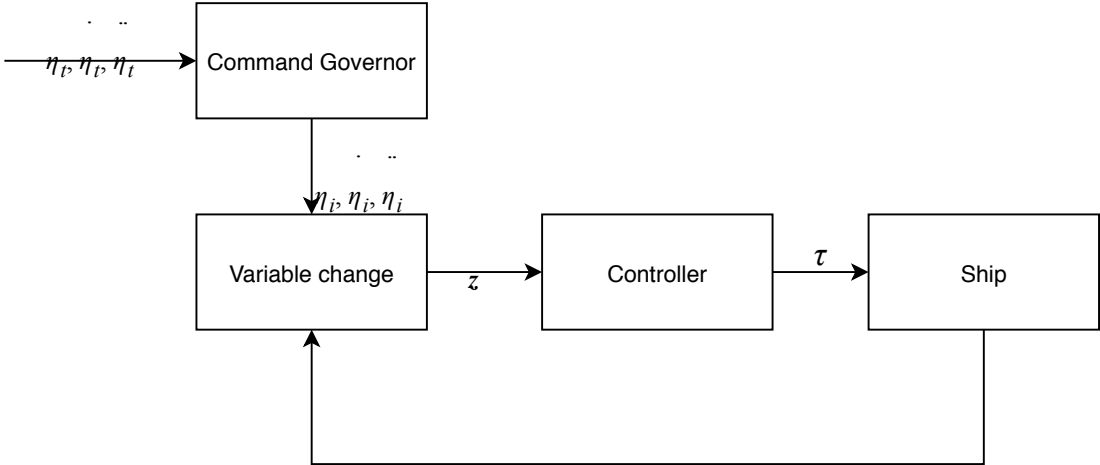 Command Governor
η_t, η̇_t, η̈_t
η_i, η̇_i, η̈_i
Variable change
z
Controller
τ
Ship